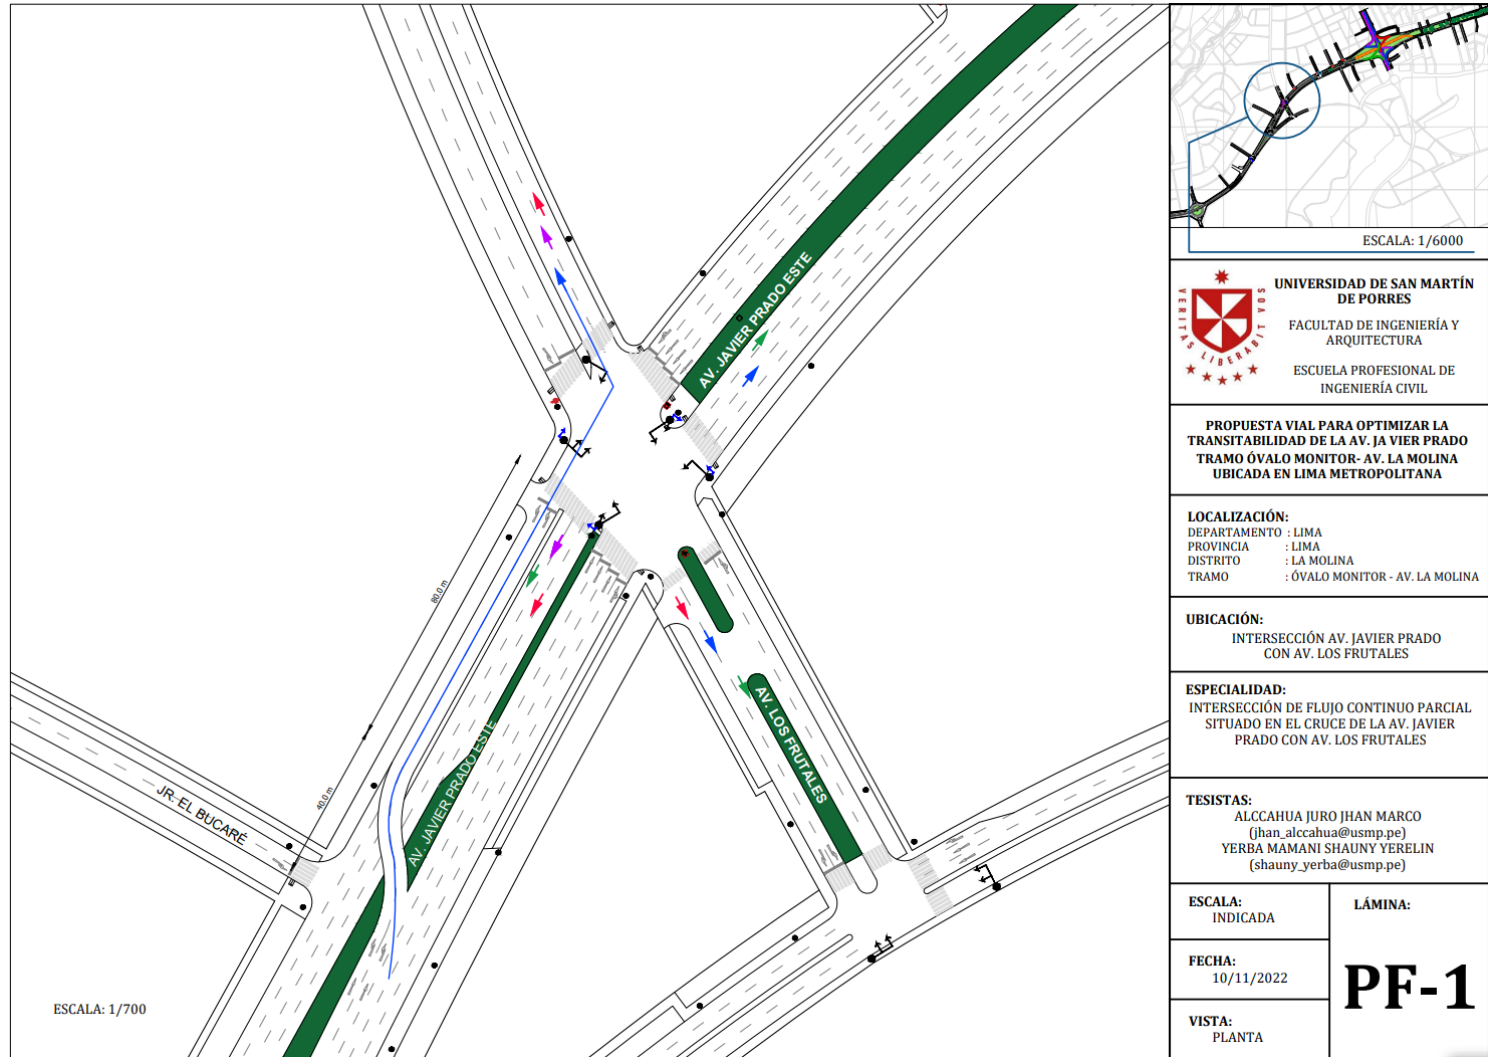 AV. JAVIER PRADO ESTE
80.0 m
40.0 m
JR. EL BUCARÉ
AV. JAVIER PRADO ESTE
AV. LOS FRUTALES
ESCALA: 1/700
ESCALA: 1/6000
VERITAS LIBERABIT VOS
UNIVERSIDAD DE SAN MARTÍN
DE PORRES
FACULTAD DE INGENIERÍA Y
ARQUITECTURA
ESCUELA PROFESIONAL DE
INGENIERÍA CIVIL
PROPUESTA VIAL PARA OPTIMIZAR LA
TRANSITABILIDAD DE LA AV. JA VIER PRADO
TRAMO ÓVALO MONITOR- AV. LA MOLINA
UBICADA EN LIMA METROPOLITANA
LOCALIZACIÓN:
DEPARTAMENTO : LIMA
PROVINCIA : LIMA
DISTRITO : LA MOLINA
TRAMO : ÓVALO MONITOR - AV. LA MOLINA
UBICACIÓN:
INTERSECCIÓN AV. JAVIER PRADO
CON AV. LOS FRUTALES
ESPECIALIDAD:
INTERSECCIÓN DE FLUJO CONTINUO PARCIAL
SITUADO EN EL CRUCE DE LA AV. JAVIER
PRADO CON AV. LOS FRUTALES
TESISTAS:
ALCCAHUA JURO JHAN MARCO
(jhan_alccahua@usmp.pe)
YERBA MAMANI SHAUNY YERELIN
(shauny_yerba@usmp.pe)
ESCALA:
INDICADA
FECHA:
10/11/2022
VISTA:
PLANTA
LÁMINA:
PF-1